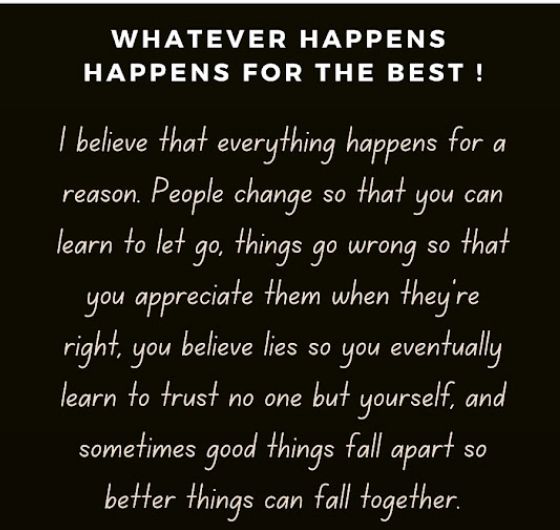 WHATEVER HAPPENS
HAPPENS FOR THE BEST !
I believe that everything happens for a
reason. People change so that you can
learn to let go, things go wrong so that
you appreciate them when they're
right, you believe lies so you eventually
learn to trust no one but yourself, and
sometimes good things fall apart so
better things can fall together.